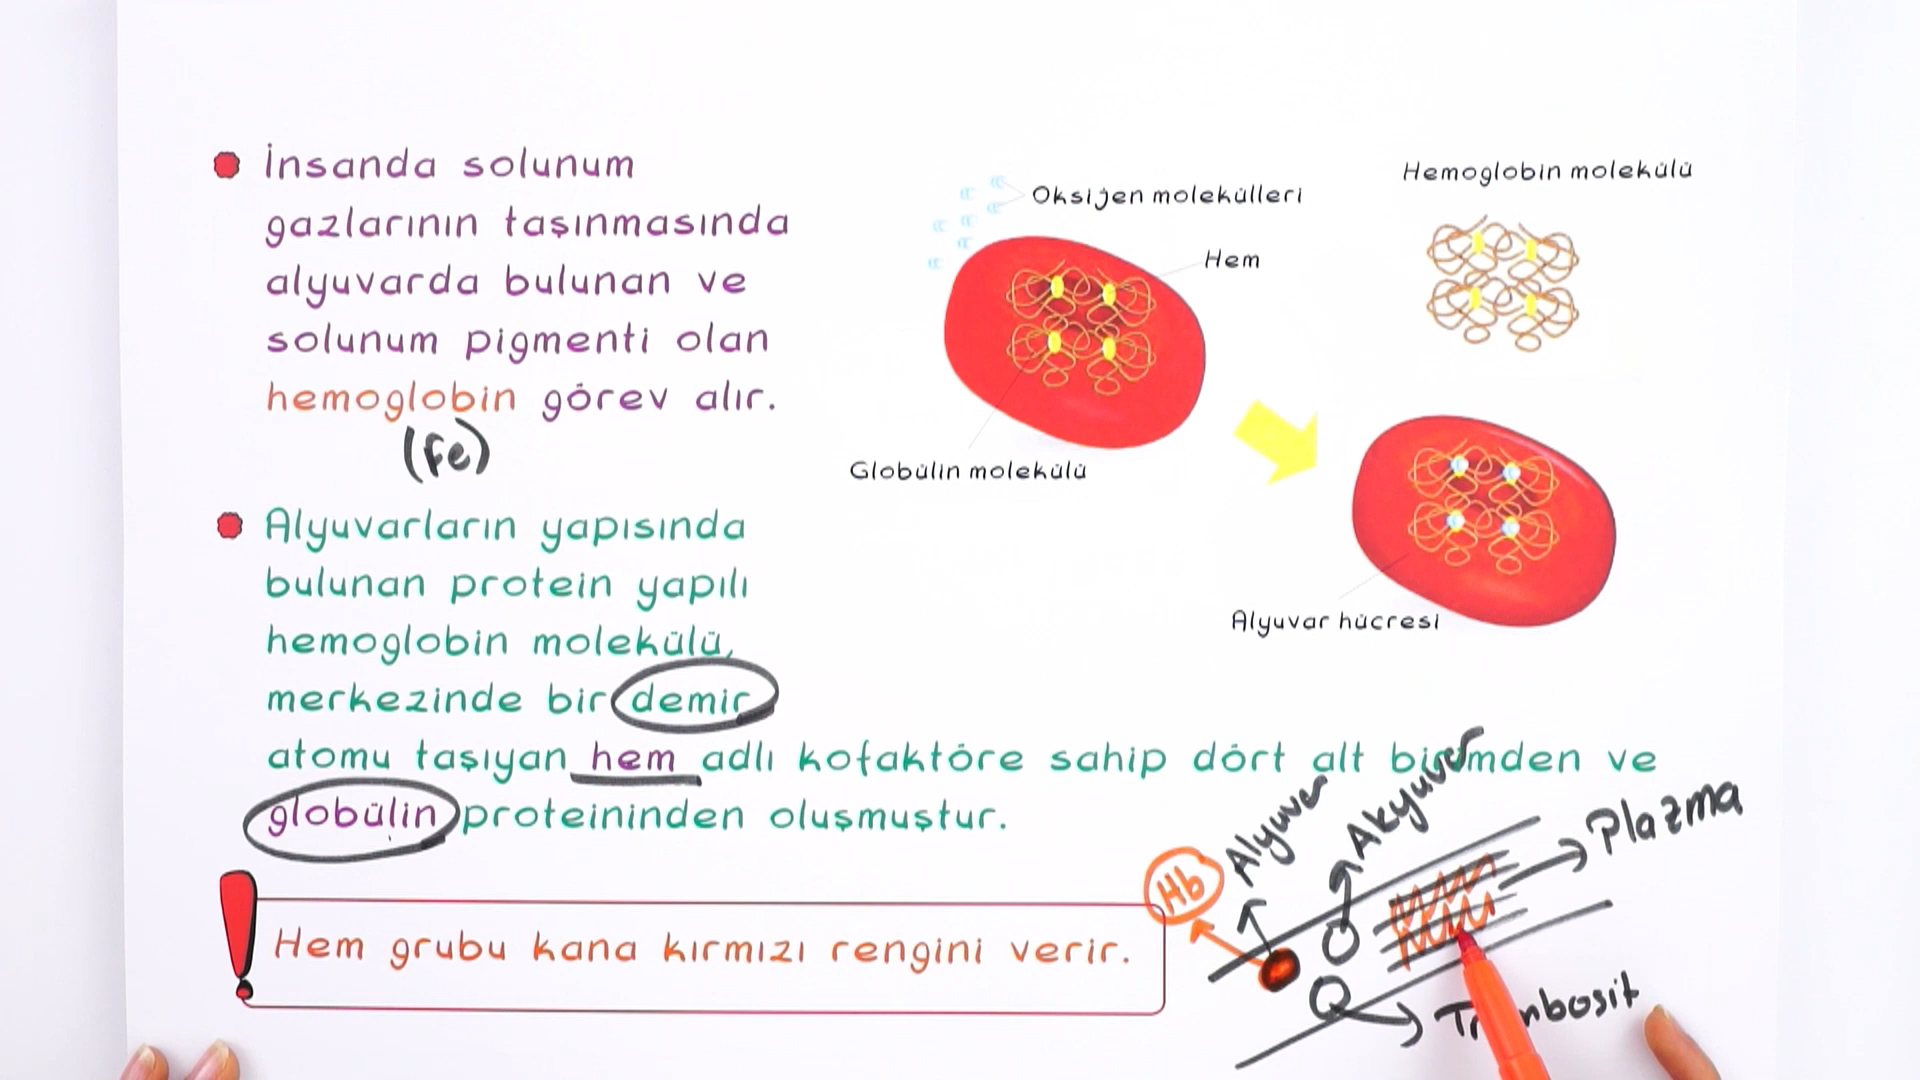 İnsanda solunum
gazlarının taşınmasında
alyuvarda bulunan ve
solunum pigmenti olan
hemoglobin görev alır.
(Fe)
Alyuvarların yapısında
bulunan protein yapılı
hemoglobin molekülü,
merkezinde bir demir
atomu taşıyan hem adlı kofaktöre sahip dört alt birimden ve
globülin proteininden oluşmuştur.
Hem grubu kana kırmızı rengini verir.
Oksijen molekülleri
Hem
Globülin molekülü
Hemoglobin molekülü
Alyuvar hücresi
Hb
Alyuvar
Akyuvar
Plazma